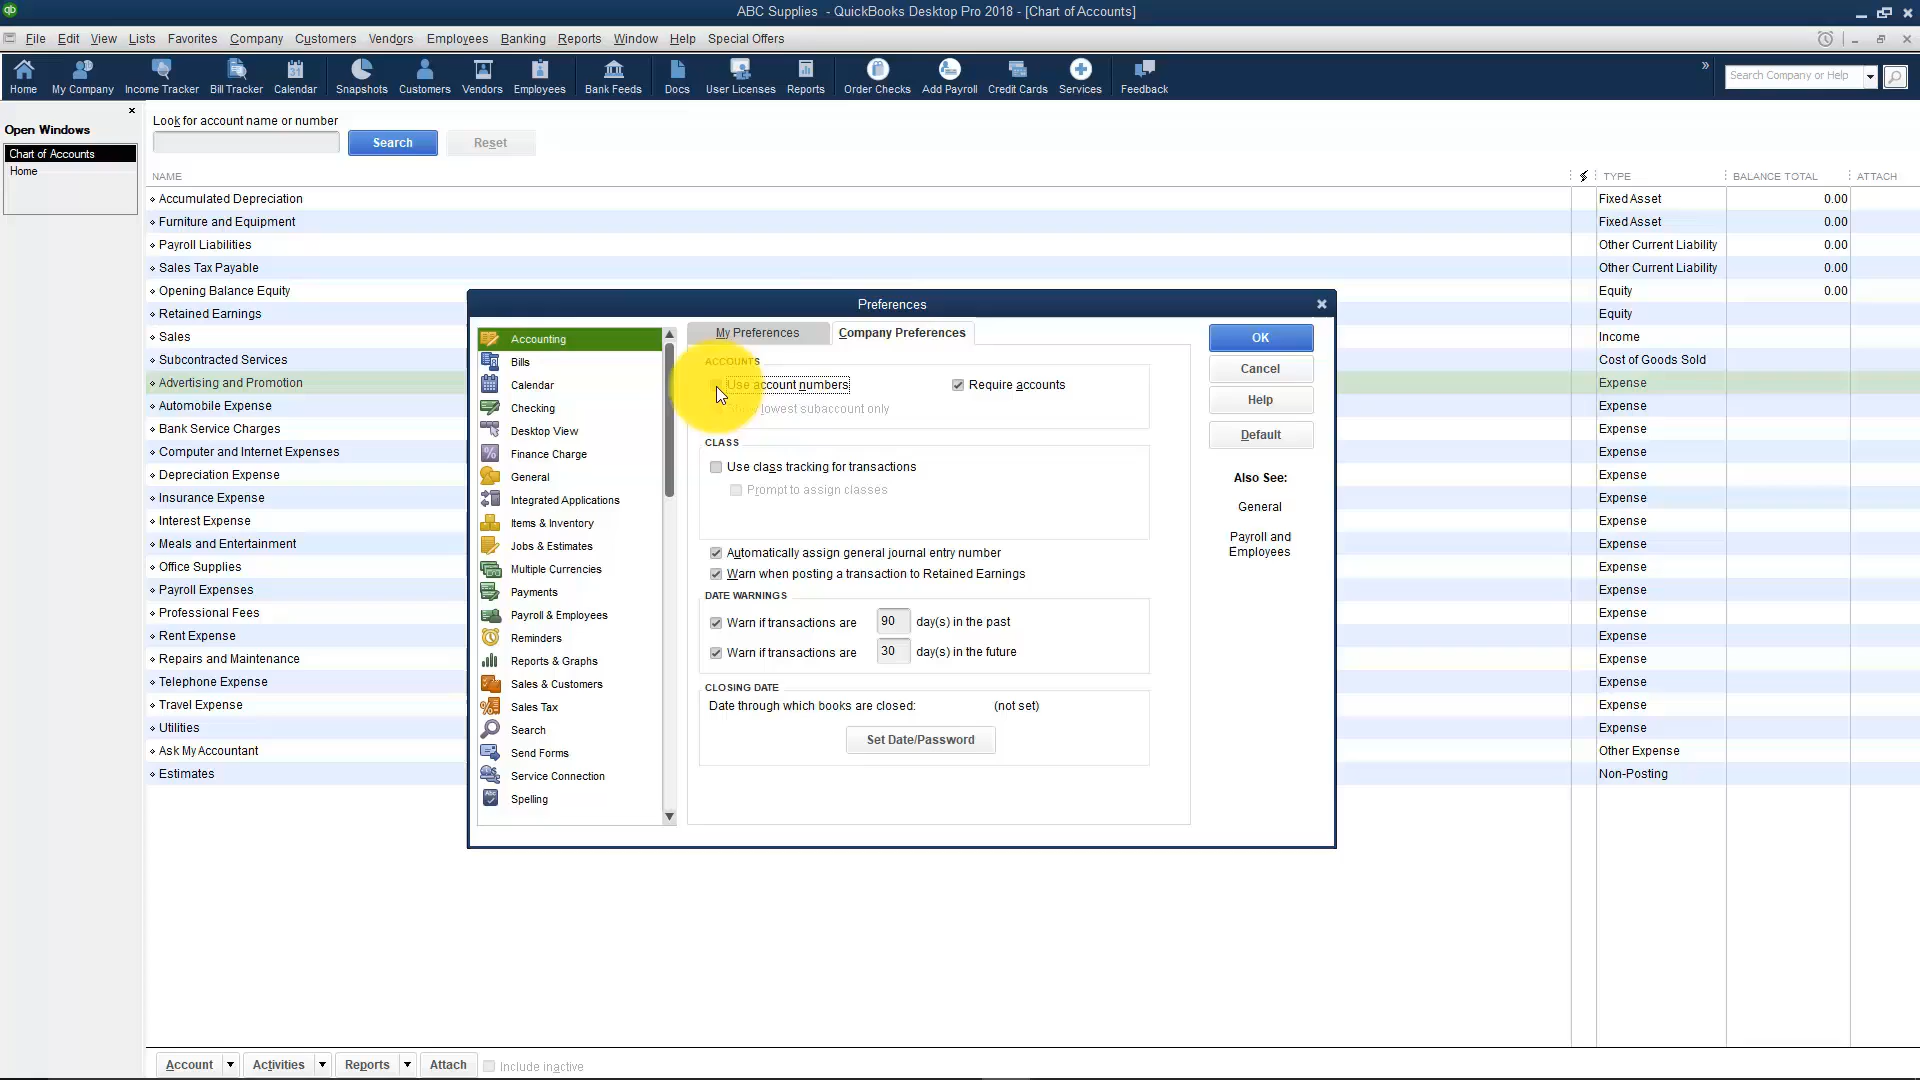 ABC Supplies - QuickBooks Desktop Pro 2018 - [Chart of Accounts]
File Edit View Lists Favorites Company Customers Vendors Employees Banking Reports Window Help Special Offers
Home My Company Income Tracker Bill Tracker Calendar Snapshots Customers Vendors Employees Bank Feeds Docs User Licenses Reports Order Checks Add Payroll Credit Cards Services Feedback » Search Company or Help
Open Windows
Chart of Accounts
Home
Look for account name or number
Search Reset
NAME TYPE BALANCE TOTAL ATTACH
Accumulated Depreciation Fixed Asset 0.00
Furniture and Equipment Fixed Asset 0.00
Payroll Liabilities Other Current Liability 0.00
Sales Tax Payable Other Current Liability 0.00
Opening Balance Equity Equity 0.00
Retained Earnings Equity
Sales Income
Subcontracted Services Cost of Goods Sold
Advertising and Promotion Expense
Automobile Expense Expense
Bank Service Charges Expense
Computer and Internet Expenses Expense
Depreciation Expense Expense
Insurance Expense Expense
Interest Expense Expense
Meals and Entertainment Expense
Office Supplies Expense
Payroll Expenses Expense
Professional Fees Expense
Rent Expense Expense
Repairs and Maintenance Expense
Telephone Expense Expense
Travel Expense Expense
Utilities Expense
Ask My Accountant Other Expense
Estimates Non-Posting
Preferences
Accounting
Bills
Calendar
Checking
Desktop View
Finance Charge
General
Integrated Applications
Items & Inventory
Jobs & Estimates
Multiple Currencies
Payments
Payroll & Employees
Reminders
Reports & Graphs
Sales & Customers
Sales Tax
Search
Send Forms
Service Connection
Spelling
My Preferences Company Preferences
ACCOUNTS
Use account numbers Require accounts
lowest subaccount only
CLASS
Use class tracking for transactions
Prompt to assign classes
Automatically assign general journal entry number
Warn when posting a transaction to Retained Earnings
DATE WARNINGS
Warn if transactions are 90 day(s) in the past
Warn if transactions are 30 day(s) in the future
CLOSING DATE
Date through which books are closed: (not set)
Set Date/Password
OK
Cancel
Help
Default
Also See:
General
Payroll and
Employees
Account Activities Reports Attach Include inactive